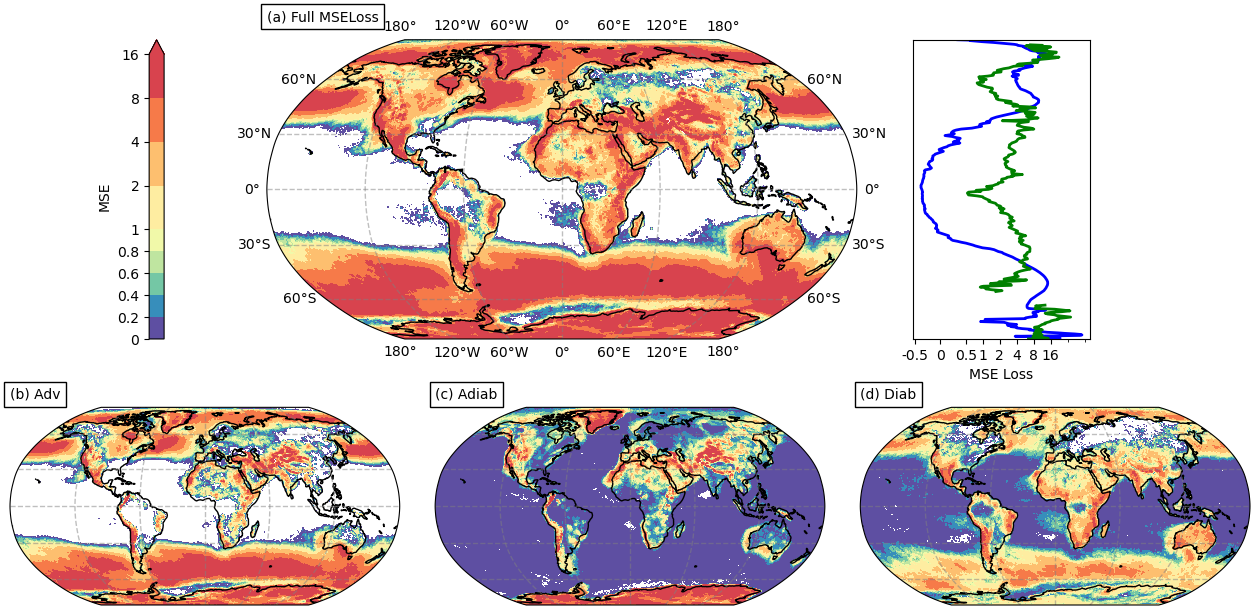 (a) Full MSELoss
180° 120°W 60°W 0° 60°E 120°E 180°
16
8
4
2
1
0.8
0.6
0.4
0.2
0
MSE
60°N
30°N
0°
30°S
60°S
60°N
30°N
0°
30°S
60°S
180° 120°W 60°W 0° 60°E 120°E 180°
-0.5 0 0.5 1 2 4 8 16
MSE Loss
(b) Adv
(c) Adiab
(d) Diab